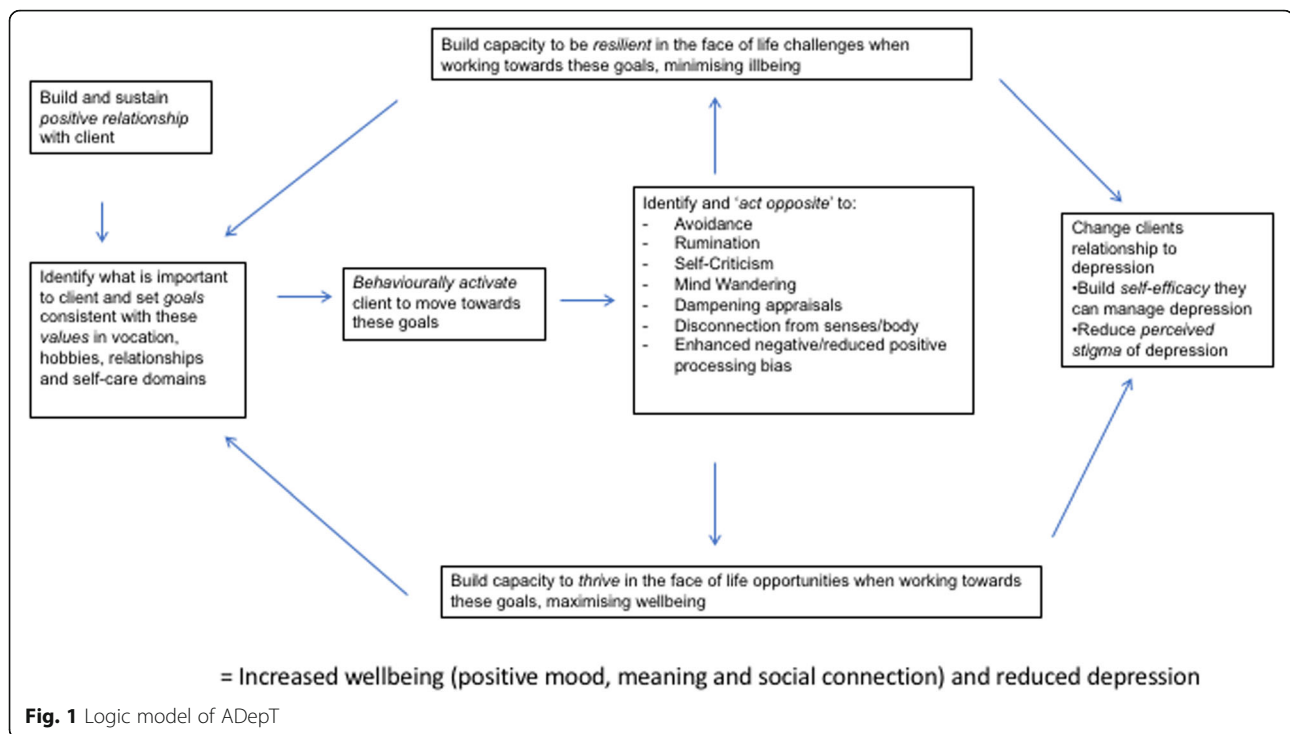 Build capacity to be resilient in the face of life challenges when
working towards these goals, minimising illbeing
Build and sustain
positive relationship
with client
Identify what is important
to client and set goals
consistent with these
values in vocation,
hobbies, relationships
and self-care domains
Behaviourally activate
client to move towards
these goals
Identify and ‘act opposite’ to:
- Avoidance
- Rumination
- Self-Criticism
- Mind Wandering
- Dampening appraisals
- Disconnection from senses/body
- Enhanced negative/reduced positive
processing bias
Change clients
relationship to
depression
•Build self-efficacy they
can manage depression
•Reduce perceived
stigma of depression
Build capacity to thrive in the face of life opportunities when working towards
these goals, maximising wellbeing
= Increased wellbeing (positive mood, meaning and social connection) and reduced depression
Fig. 1 Logic model of ADepT